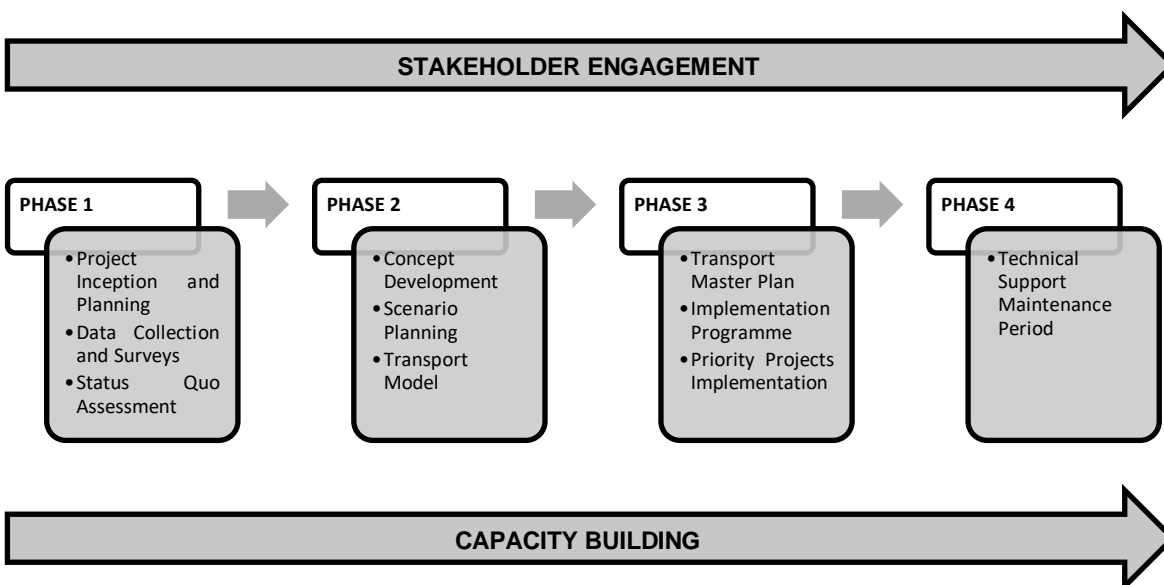 STAKEHOLDER ENGAGEMENT
PHASE 1
•Project
Inception and
Planning
•Data Collection
and Surveys
•Status Quo
Assessment
PHASE 2
•Concept
Development
•Scenario
Planning
•Transport
Model
PHASE 3
•Transport
Master Plan
•Implementation
Programme
•Priority Projects
Implementation
PHASE 4
•Technical
Support
Maintenance
Period
CAPACITY BUILDING